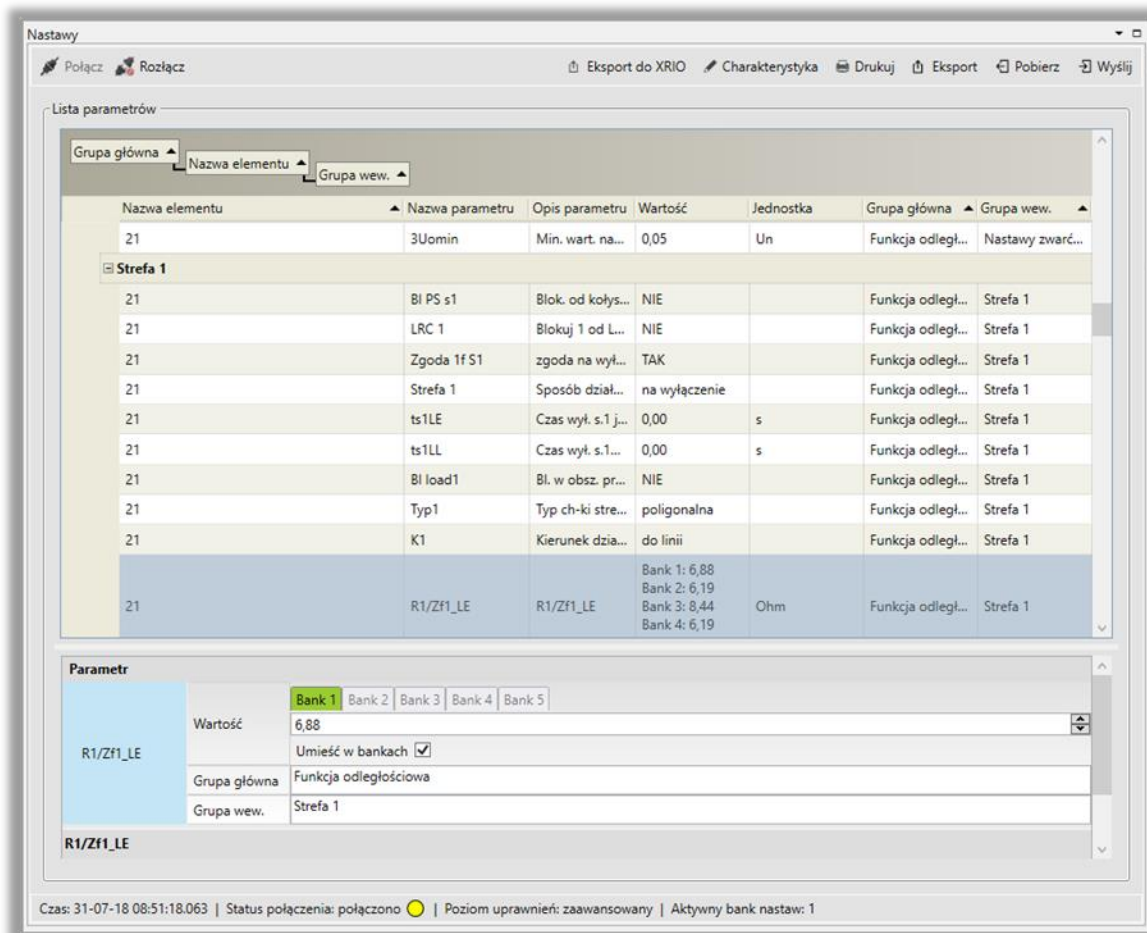 Nastawy
Połącz Rozłącz Eksport do XRIO Charakterystyka Drukuj Eksport Pobierz Wyślij
Lista parametrów
Grupa główna
Nazwa elementu
Grupa wew.
Nazwa elementu Nazwa parametru Opis parametru Wartość Jednostka Grupa główna Grupa wew.
21 3Uomin Min. wart. na... 0,05 Un Funkcja odległ... Nastawy zwarć...
Strefa 1
21 Bl PS s1 Blok. od kołys... NIE Funkcja odległ... Strefa 1
21 LRC 1 Blokuj 1 od L... NIE Funkcja odległ... Strefa 1
21 Zgoda 1f S1 zgoda na wył... TAK Funkcja odległ... Strefa 1
21 Strefa 1 Sposób dział... na wyłączenie Funkcja odległ... Strefa 1
21 ts1LE Czas wył. s.1 j... 0,00 s Funkcja odległ... Strefa 1
21 ts1LL Czas wył. s.1... 0,00 s Funkcja odległ... Strefa 1
21 Bl load1 Bl. w obsz. pr... NIE Funkcja odległ... Strefa 1
21 Typ1 Typ ch-ki stre... poligonalna Funkcja odległ... Strefa 1
21 K1 Kierunek dzia... do linii Funkcja odległ... Strefa 1
Bank 1: 6,88
Bank 2: 6,19
21 R1/Zf1_LE R1/Zf1_LE Bank 3: 8,44 Ohm Funkcja odległ... Strefa 1
Bank 4: 6,19
Parametr
Bank 1 Bank 2 Bank 3 Bank 4 Bank 5
Wartość 6,88
R1/Zf1_LE Umieść w bankach
Grupa główna Funkcja odległościowa
Grupa wew. Strefa 1
R1/Zf1_LE
Czas: 31-07-18 08:51:18.063 | Status połączenia: połączono | Poziom uprawnień: zaawansowany | Aktywny bank nastaw: 1